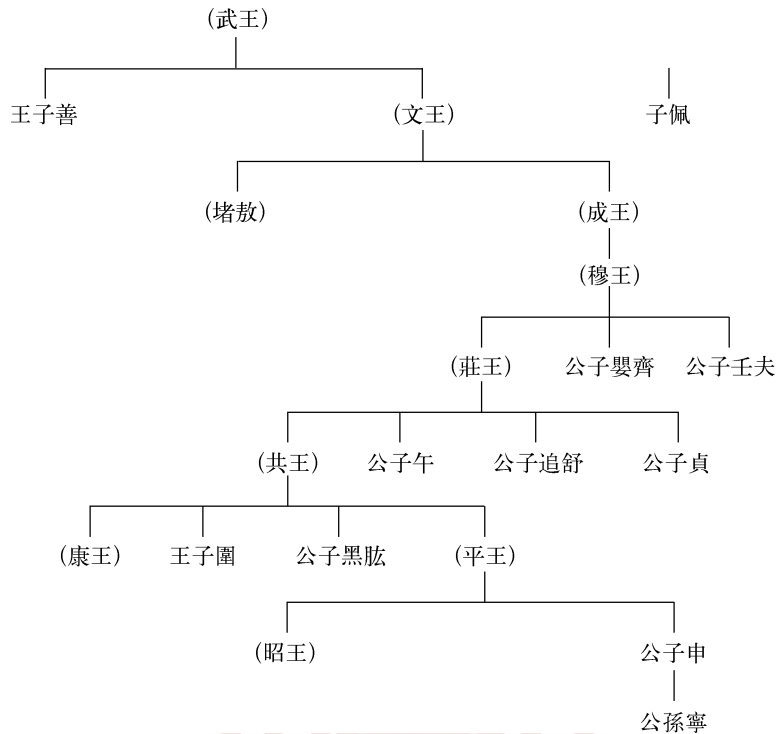 (武王)
王子善 (文王) 子佩
(堵敖) (成王)
(穆王)
(莊王) 公子嬰齊 公子壬夫
(共王) 公子午 公子追舒 公子貞
(康王) 王子圍 公子黑肱 (平王)
(昭王) 公子申
公孫寧